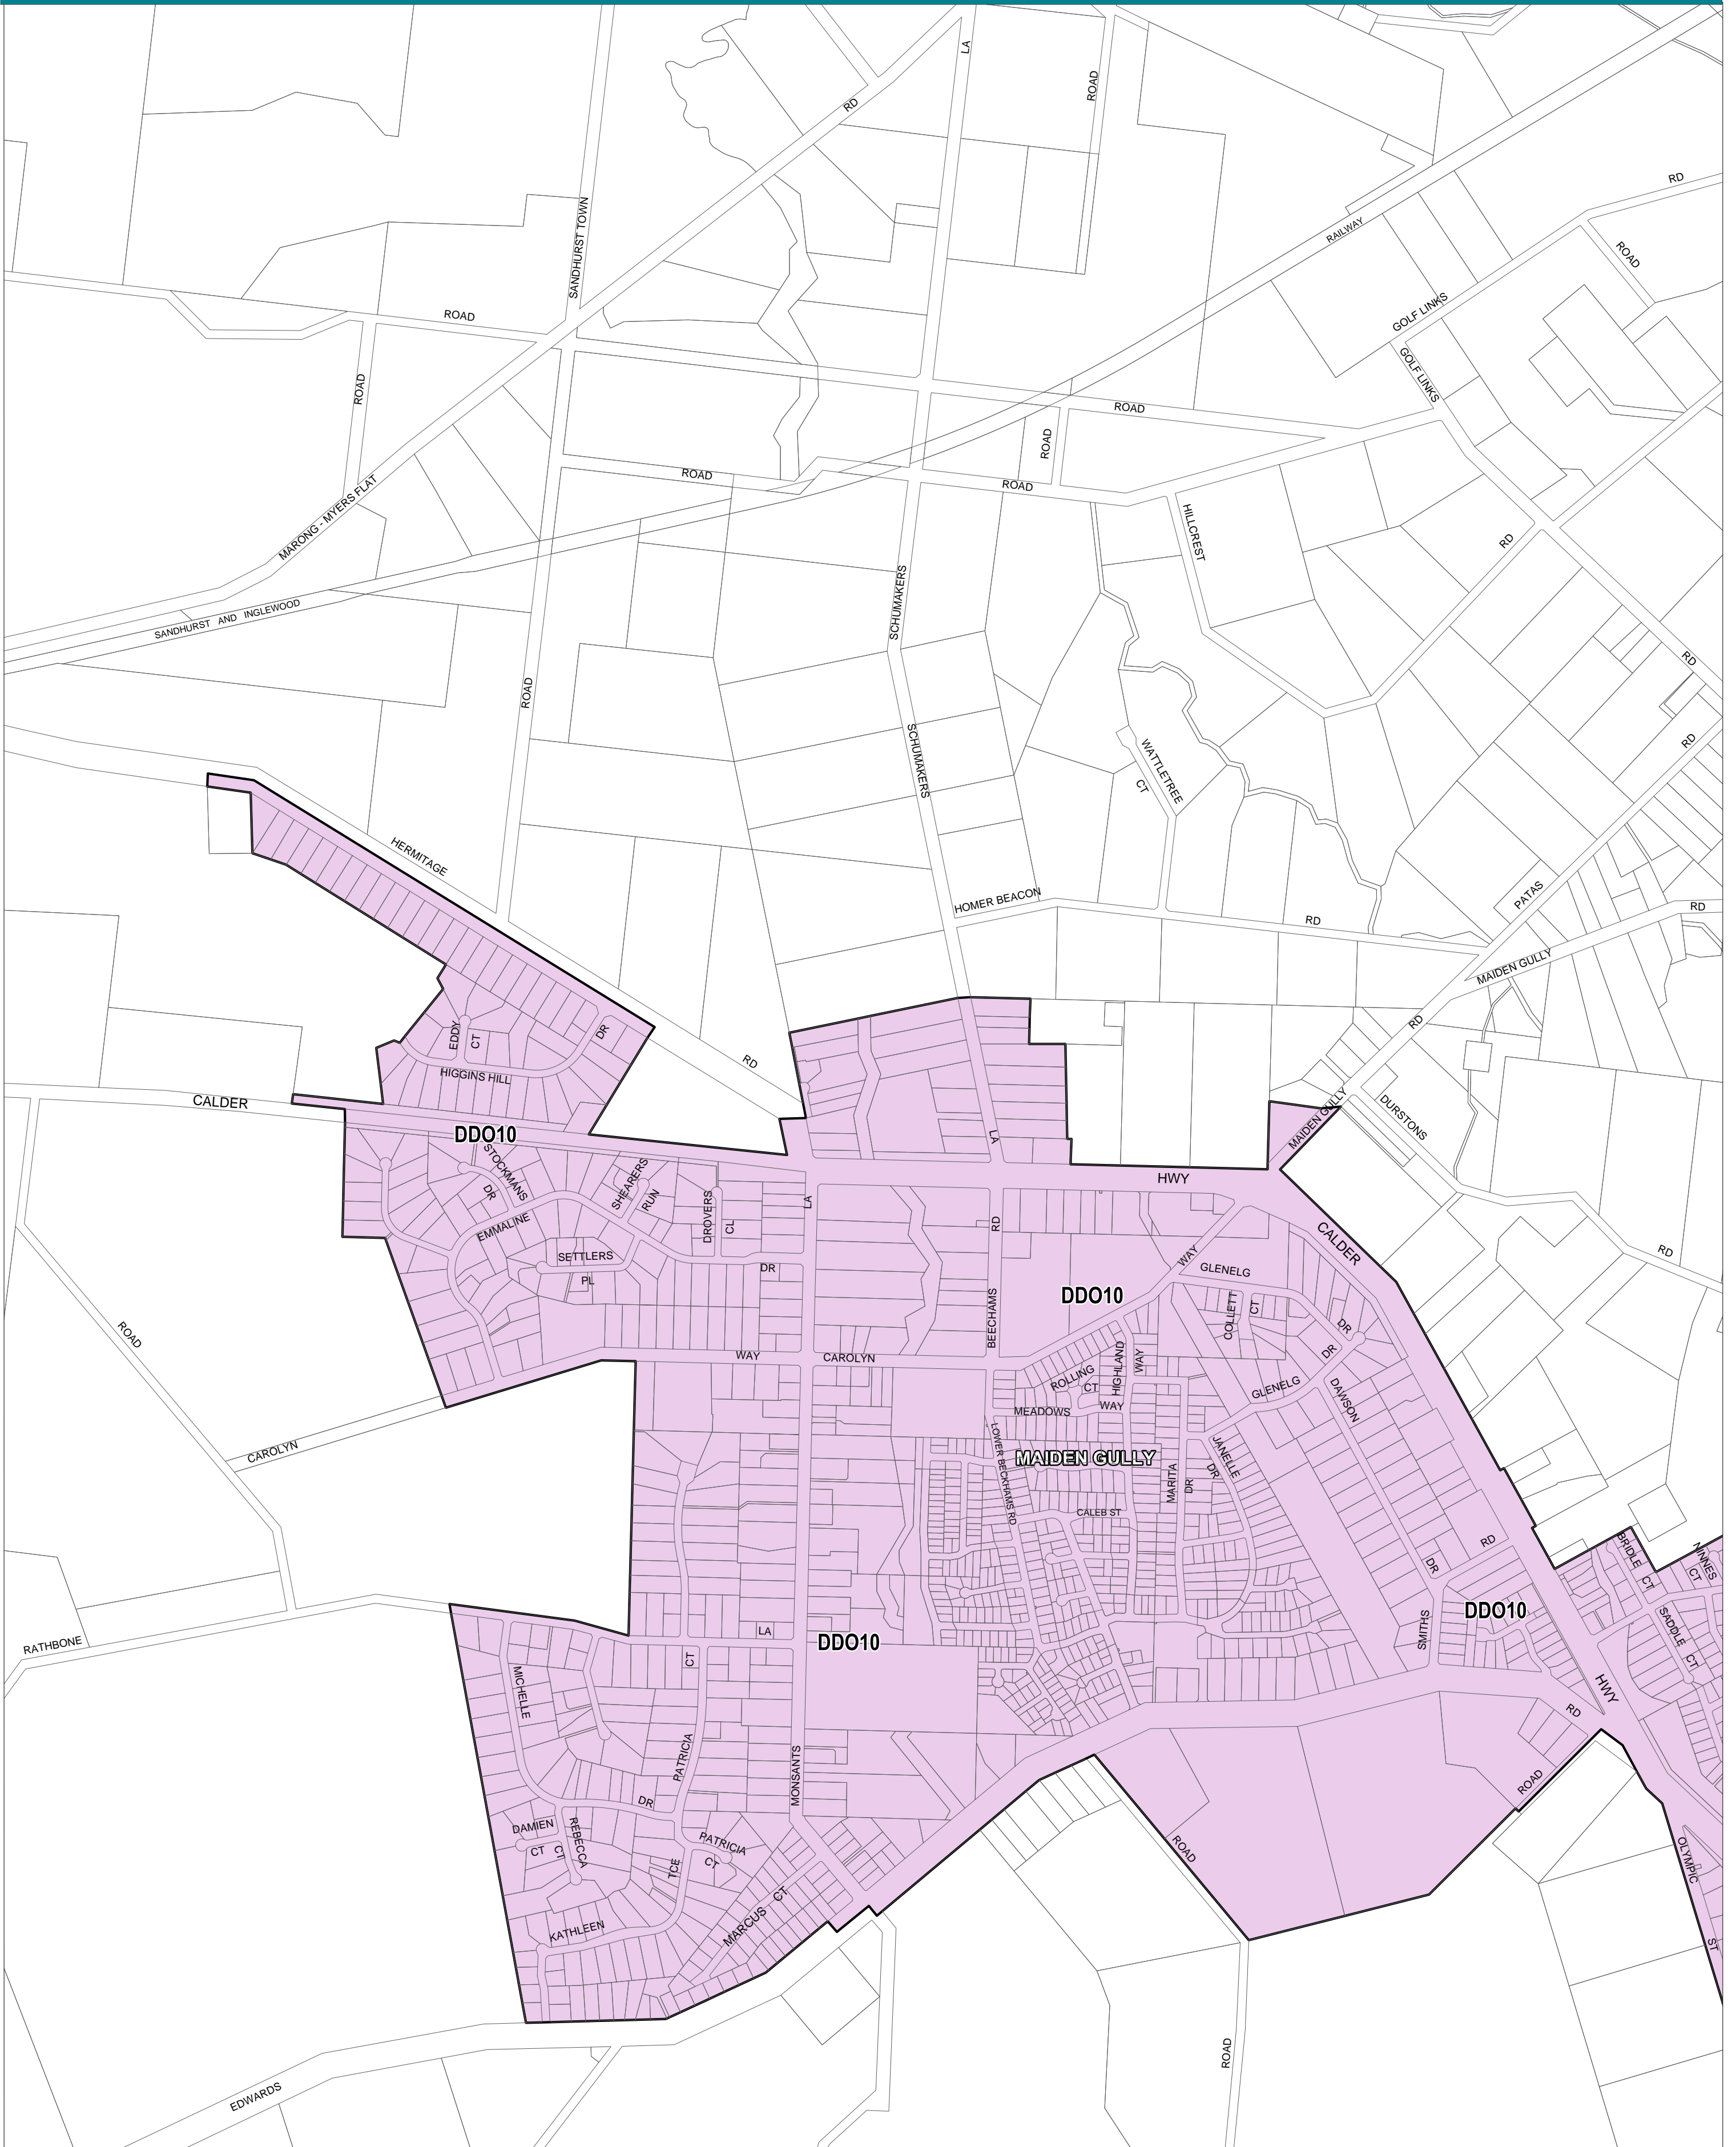 LA
RD
ROAD
RD
SANDHURST TOWN
RAILWAY
ROAD
GOLF LINKS
ROAD
GOLF LINKS
ROAD
ROAD
ROAD
ROAD
ROAD
MARONG - MYERS FLAT
HILLCREST
RD
SCHUMAKERS
SANDHURST AND INGLEWOOD
RD
ROAD
RD
SCHUMAKERS
WATTLETREE
CT
HERMITAGE
HOMER BEACON
PATAS
RD
RD
MAIDEN GULLY
RD
EDDY
CT
DR
RD
HIGGINS HILL
CALDER
MAIDEN GULLY
DURSTONS
DDO10
LA
STOCKMANS
DR
SHEARERS
RUN
HWY
DROVERS
CL
LA
RD
EMMALINE
CALDER
RD
SETTLERS
PL
DR
WAY
GLENELG
DDO10
COLLETT
CT
ROAD
BEECHAMS
DR
WAY
CAROLYN
HIGHLAND
WAY
DR
ROLLING
CT
GLENELG
DAWSON
MEADOWS
WAY
CAROLYN
LOWER BECKHAMS RD
MAIDEN GULLY
JANELLE
DR
MARITA
DR
CALEB ST
RD
DR
BRIDLE
CT
NINNES
CT
DDO10
SMITHS
SADDLE
CT
LA
DDO10
RATHBONE
CT
MICHELLE
HWY
RD
PATRICIA
MONSANTS
ROAD
DR
DAMIEN
CT
CT
REBECCA
PATRICIA
CT
ROAD
OLYMPIC
TCE
CT
MARCUS
KATHLEEN
ST
ROAD
EDWARDS